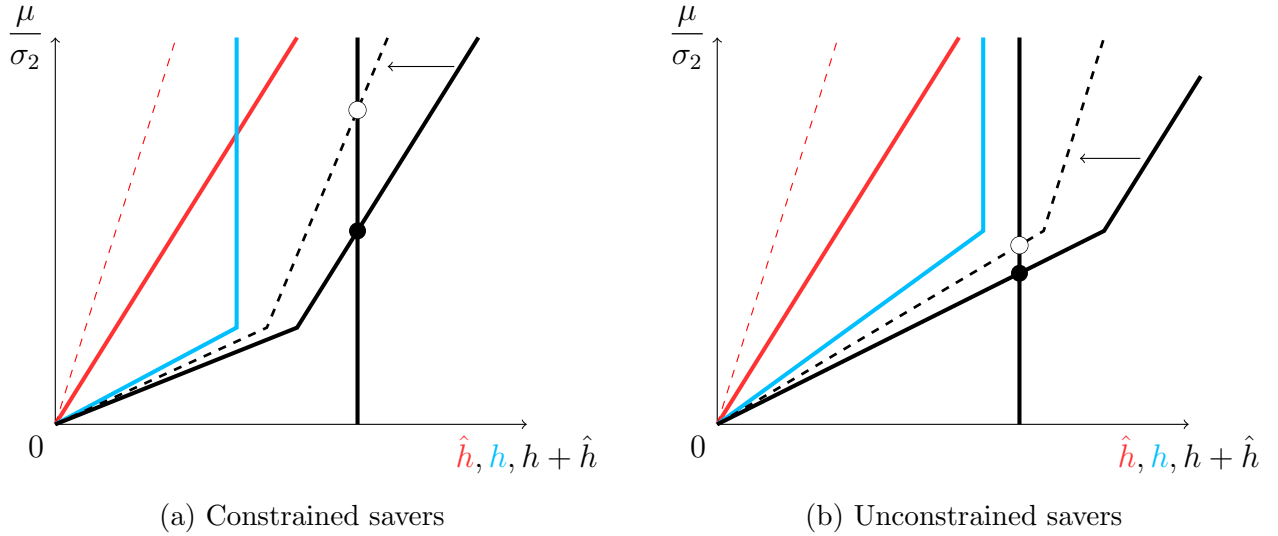 μ/σ₂
0
ĥ, h, h + ĥ
(a) Constrained savers
μ/σ₂
0
ĥ, h, h + ĥ
(b) Unconstrained savers